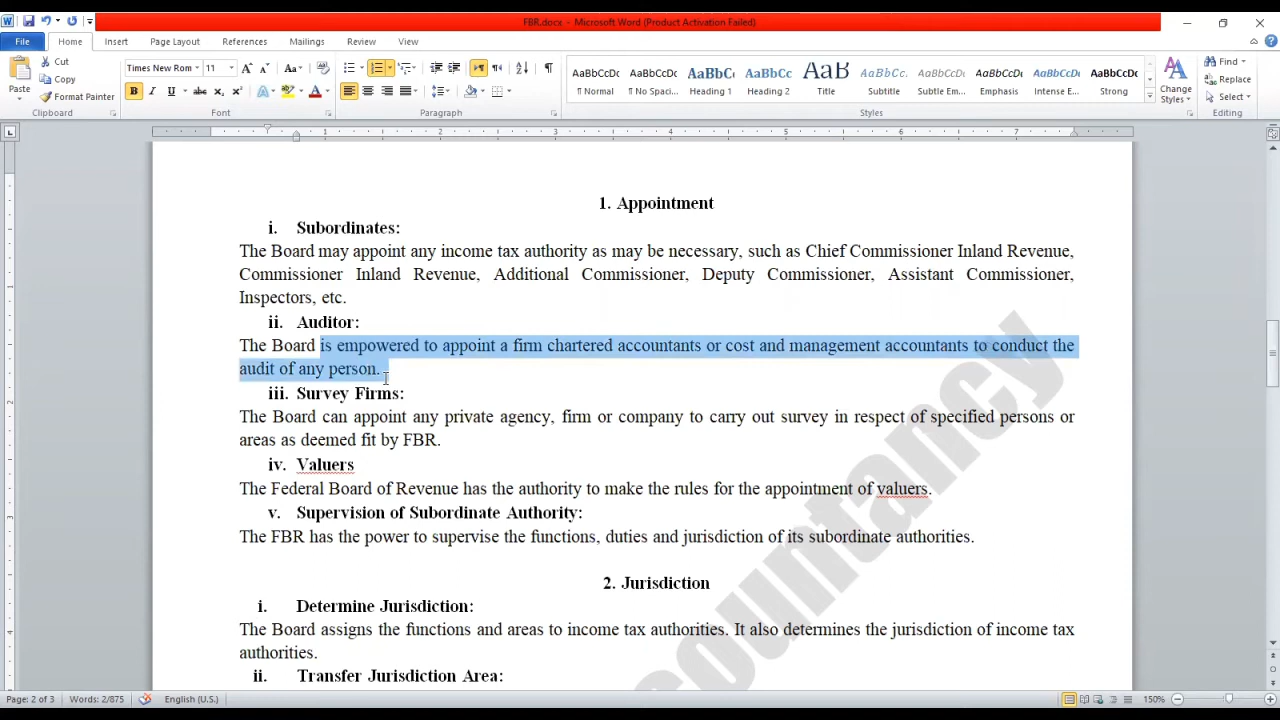 FBR.docx - Microsoft Word (Product Activation Failed)
File Home Insert Page Layout References Mailings Review View
Paste Cut Copy Format Painter
Times New Rom 11
AaBbCcDc AaBbCcDc AaBbCc AaBbCc AaB AaBbCc. AaBbCcDc AaBbCcDc AaBbCcDc AaBbCcDc
¶ Normal ¶ No Spaci... Heading 1 Heading 2 Title Subtitle Subtle Em... Emphasis Intense E... Strong
Change Styles
Find Replace Select
Clipboard Font Paragraph Styles Editing
1. Appointment
i. Subordinates:
The Board may appoint any income tax authority as may be necessary, such as Chief Commissioner Inland Revenue,
Commissioner Inland Revenue, Additional Commissioner, Deputy Commissioner, Assistant Commissioner,
Inspectors, etc.
ii. Auditor:
The Board is empowered to appoint a firm chartered accountants or cost and management accountants to conduct the
audit of any person.
iii. Survey Firms:
The Board can appoint any private agency, firm or company to carry out survey in respect of specified persons or
areas as deemed fit by FBR.
iv. Valuers
The Federal Board of Revenue has the authority to make the rules for the appointment of valuers.
v. Supervision of Subordinate Authority:
The FBR has the power to supervise the functions, duties and jurisdiction of its subordinate authorities.
2. Jurisdiction
i. Determine Jurisdiction:
The Board assigns the functions and areas to income tax authorities. It also determines the jurisdiction of income tax
authorities.
ii. Transfer Jurisdiction Area:
ountancy
Page: 2 of 3 Words: 2/875 English (U.S.) 150%